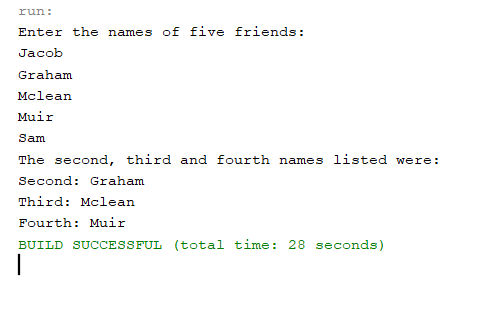 run:
Enter the names of five friends:
Jacob
Graham
Mclean
Muir
Sam
The second, third and fourth names listed were:
Second: Graham
Third: Mclean
Fourth: Muir
BUILD SUCCESSFUL (total time: 28 seconds)